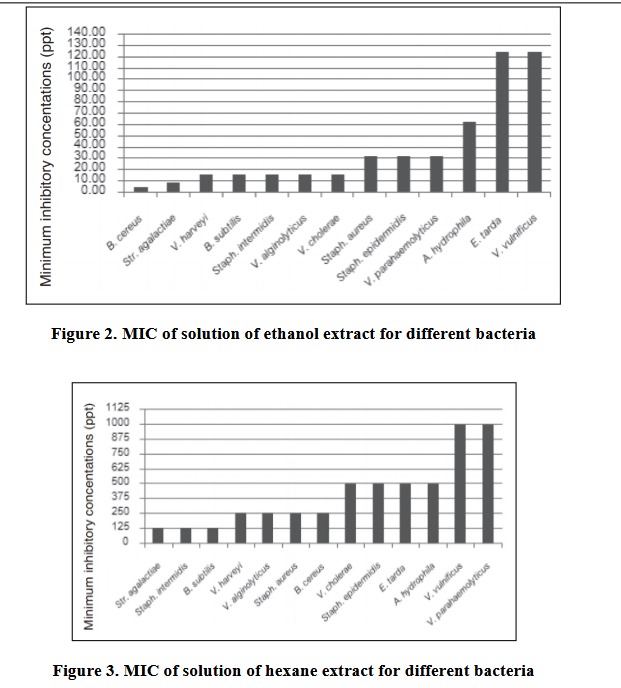 Minimum inhibitory concentations (ppt)
140.00
130.00
120.00
110.00
100.00
90.00
80.00
70.00
60.00
50.00
40.00
30.00
20.00
10.00
0.00
B. cereus
Str. agalactiae
V. harveyi
B. subtilis
Staph. intermidis
V. alginolyticus
V. cholerae
Staph. aureus
Staph. epidermidis
V. parahaemolyticus
A. hydrophila
E. tarda
V. vulnificus
Figure 2. MIC of solution of ethanol extract for different bacteria
Minimum inhibitory concentations (ppt)
1125
1000
875
750
625
500
375
250
125
0
Str. agalactiae
Staph. intermidis
B. subtilis
V. harveyi
V. alginolyticus
Staph. aureus
B. cereus
V. cholerae
Staph. epidermidis
E. tarda
A. hydrophila
V. vulnificus
V. parahaemolyticus
Figure 3. MIC of solution of hexane extract for different bacteria